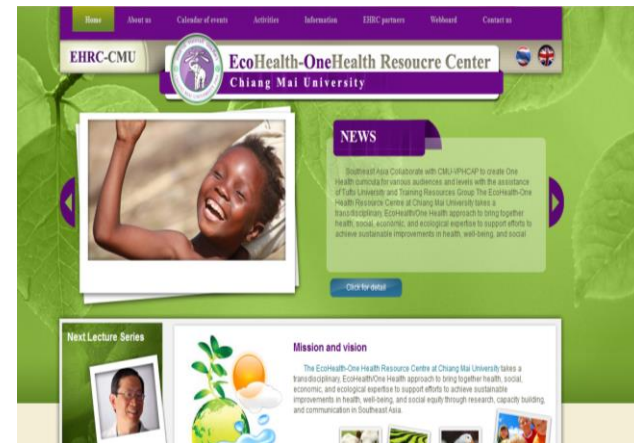 Home About us Calendar of events Activities Information EHRC partners Webboard Contact us
EHRC-CMU
EcoHealth-OneHealth Resoucre Center
Chiang Mai University
NEWS
Southeast Asia Collaborate with CMU-VPHCAP to create One
Health curricula for various audiences and levels with the assistance
of Tufts University and Training Resources Group The EcoHealth-One
Health Resource Centre at Chiang Mai University takes a
transdisciplinary, EcoHealth/One Health approach to bring together
health, social, economic, and ecological expertise to support efforts to
achieve sustainable improvements in health, well-being, and social
Click for detail
Next Lecture Series
Mission and vision
The EcoHealth-One Health Resource Centre at Chiang Mai University takes a
transdisciplinary, EcoHealth/One Health approach to bring together health, social,
economic, and ecological expertise to support efforts to achieve sustainable
improvements in health, well-being, and social equity through research, capacity building,
and communication in Southeast Asia.